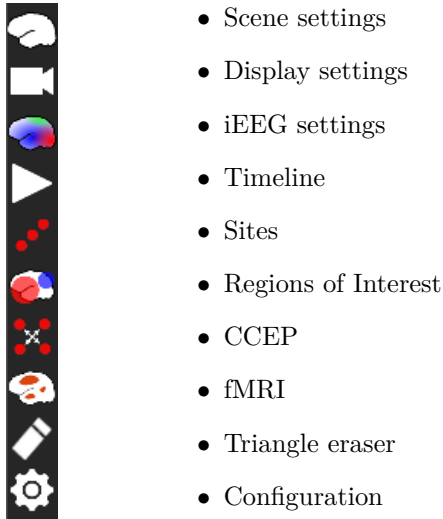 • Scene settings
• Display settings
• iEEG settings
• Timeline
• Sites
• Regions of Interest
• CCEP
• fMRI
• Triangle eraser
• Configuration